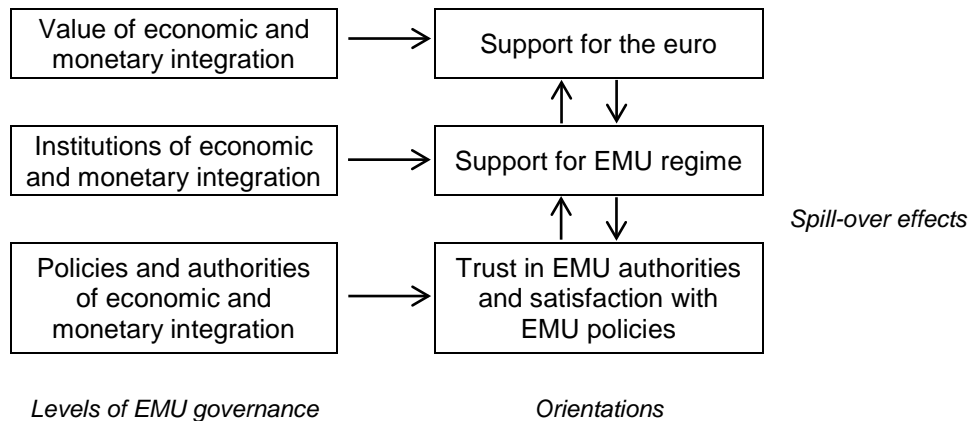 Value of economic and
monetary integration
Support for the euro
Institutions of economic
and monetary integration
Support for EMU regime
Spill-over effects
Policies and authorities
of economic and
monetary integration
Trust in EMU authorities
and satisfaction with
EMU policies
Levels of EMU governance
Orientations